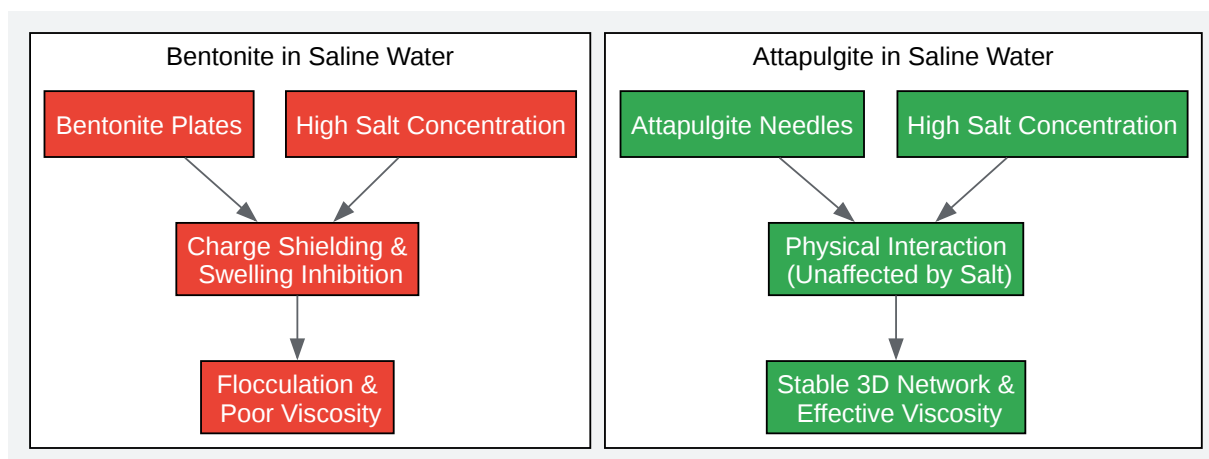 Bentonite in Saline Water
Bentonite Plates
High Salt Concentration
Charge Shielding &
Swelling Inhibition
Flocculation &
Poor Viscosity
Attapulgite in Saline Water
Attapulgite Needles
High Salt Concentration
Physical Interaction
(Unaffected by Salt)
Stable 3D Network &
Effective Viscosity